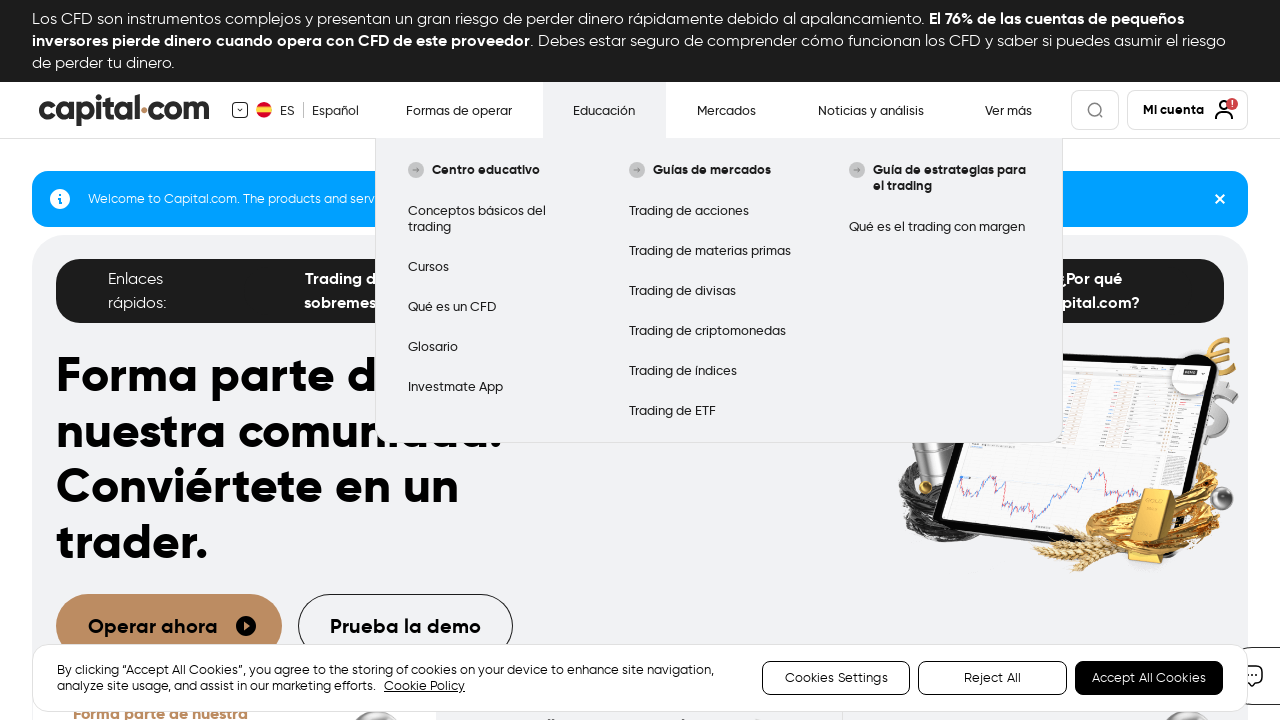 Los CFD son instrumentos complejos y presentan un gran riesgo de perder dinero rápidamente debido al apalancamiento. El 76% de las cuentas de pequeños
inversores pierde dinero cuando opera con CFD de este proveedor. Debes estar seguro de comprender cómo funcionan los CFD y saber si puedes asumir el riesgo
de perder tu dinero.
capital.com
ES
Español
Formas de operar
Educación
Mercados
Noticias y análisis
Ver más
Mi cuenta
Centro educativo
Conceptos básicos del
trading
Cursos
Qué es un CFD
Glosario
Investmate App
Guías de mercados
Trading de acciones
Trading de materias primas
Trading de divisas
Trading de criptomonedas
Trading de índices
Trading de ETF
Guía de estrategias para
el trading
Qué es el trading con margen
Welcome to Capital.com. The products and serv
Enlaces
rápidos:
Trading d
sobremes
¿Por qué
pital.com?
Forma parte d
nuestra comunidad.
Conviértete en un
trader.
Operar ahora
Prueba la demo
By clicking “Accept All Cookies”, you agree to the storing of cookies on your device to enhance site navigation,
analyze site usage, and assist in our marketing efforts. Cookie Policy
Cookies Settings
Reject All
Accept All Cookies
Forma parte de nuestra